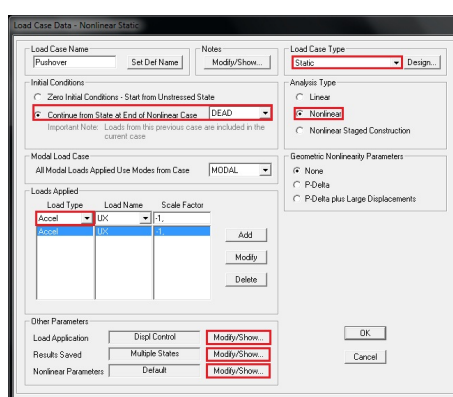 Load Case Data - Nonlinear Static
Load Case Name
Pushover
Set Def Name
Notes
Modify/Show...
Load Case Type
Static
Design...
Initial Conditions
Zero Initial Conditions - Start from Unstressed State
Continue from State at End of Nonlinear Case
DEAD
Important Note: Loads from this previous case are included in the
current case
Analysis Type
Linear
Nonlinear
Nonlinear Staged Construction
Modal Load Case
All Modal Loads Applied Use Modes from Case
MODAL
Geometric Nonlinearity Parameters
None
P-Delta
P-Delta plus Large Displacements
Loads Applied
Load Type Load Name Scale Factor
Accel UX -1,
Accel UX -1,
Add
Modify
Delete
Other Parameters
Load Application Displ Control Modify/Show...
Results Saved Multiple States Modify/Show...
Nonlinear Parameters Default Modify/Show...
OK
Cancel